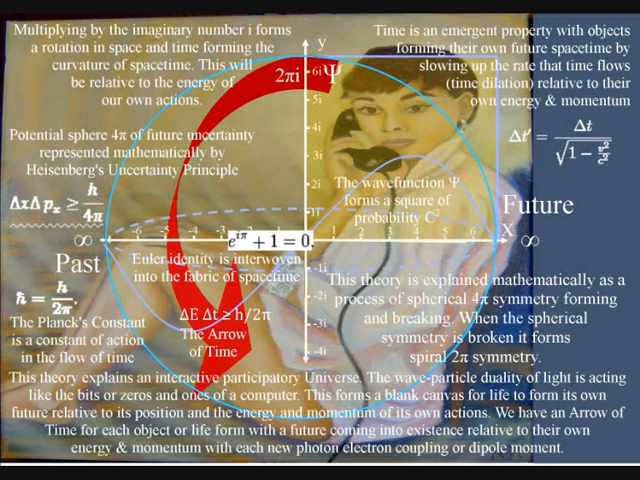 Multiplying by the imaginary number i forms
a rotation in space and time forming the
curvature of spacetime. This will
be relative to the energy of
our own actions.
y
2πi
Ψ
Time is an emergent property with objects
forming their own future spacetime by
slowing up the rate that time flows
(time dilation) relative to their
own energy & momentum
Δt' = Δt / √(1 − v²/c²)
Potential sphere 4π of future uncertainty
represented mathematically by
Heisenberg's Uncertainty Principle
ΔxΔpₓ ≥ h/4π
6i
5i
4i
3i
2i
1i
The wavefunction Ψ
forms a square of
probability C²
Future
X
∞
∞
-6 -5 -4 -3 -2 -1 1 2 3 4 5 6
e^iπ + 1 = 0.
Past
Euler identity is interwoven
into the fabric of spacetime
-1i
-2i
-3i
-4i
ħ = h/2π.
The Planck's Constant
is a constant of action
in the flow of time
ΔE Δt ≥ h/2π
The Arrow
of Time
This theory is explained mathematically as a
process of spherical 4π symmetry forming
and breaking. When the spherical
symmetry is broken it forms
spiral 2π symmetry.
This theory explains an interactive participatory Universe. The wave-particle duality of light is acting
like the bits or zeros and ones of a computer. This forms a blank canvas for life to form its own
future relative to its position and the energy and momentum of its own actions. We have an Arrow of
Time for each object or life form with a future coming into existence relative to their own
energy & momentum with each new photon electron coupling or dipole moment.